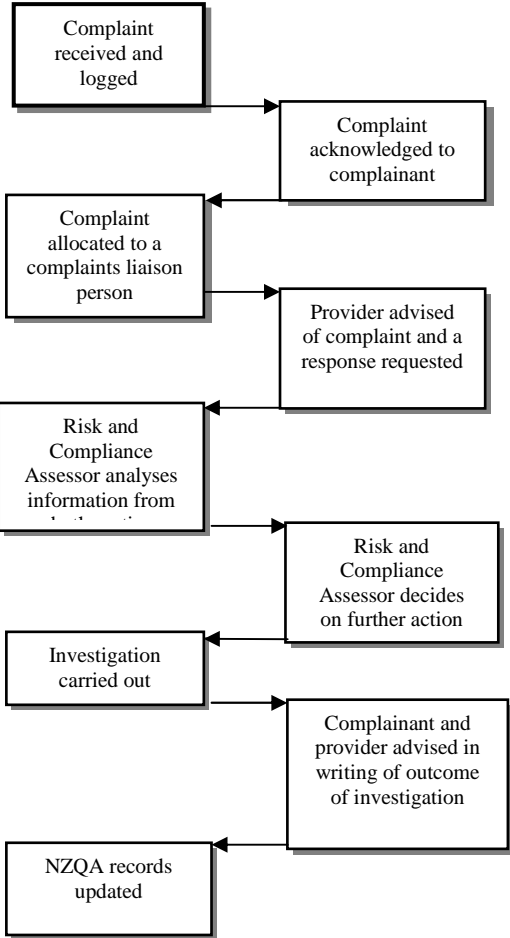 Complaint
received and
logged
Complaint
acknowledged to
complainant
Complaint
allocated to a
complaints liaison
person
Provider advised
of complaint and a
response requested
Risk and
Compliance
Assessor analyses
information from
Risk and
Compliance
Assessor decides
on further action
Investigation
carried out
Complainant and
provider advised in
writing of outcome
of investigation
NZQA records
updated